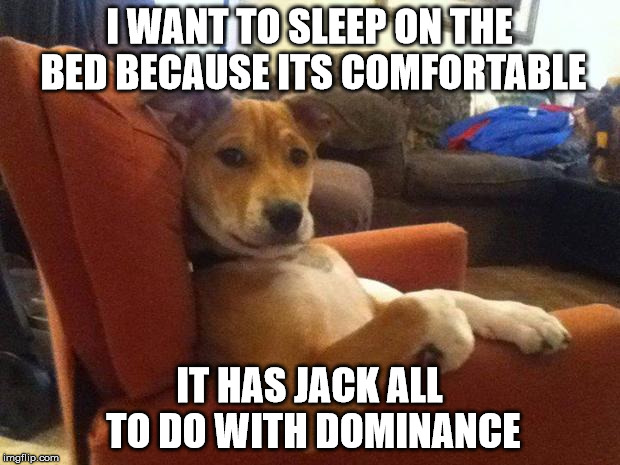 I WANT TO SLEEP ON THE
BED BECAUSE ITS COMFORTABLE
IT HAS JACK ALL
TO DO WITH DOMINANCE
imgflip.com